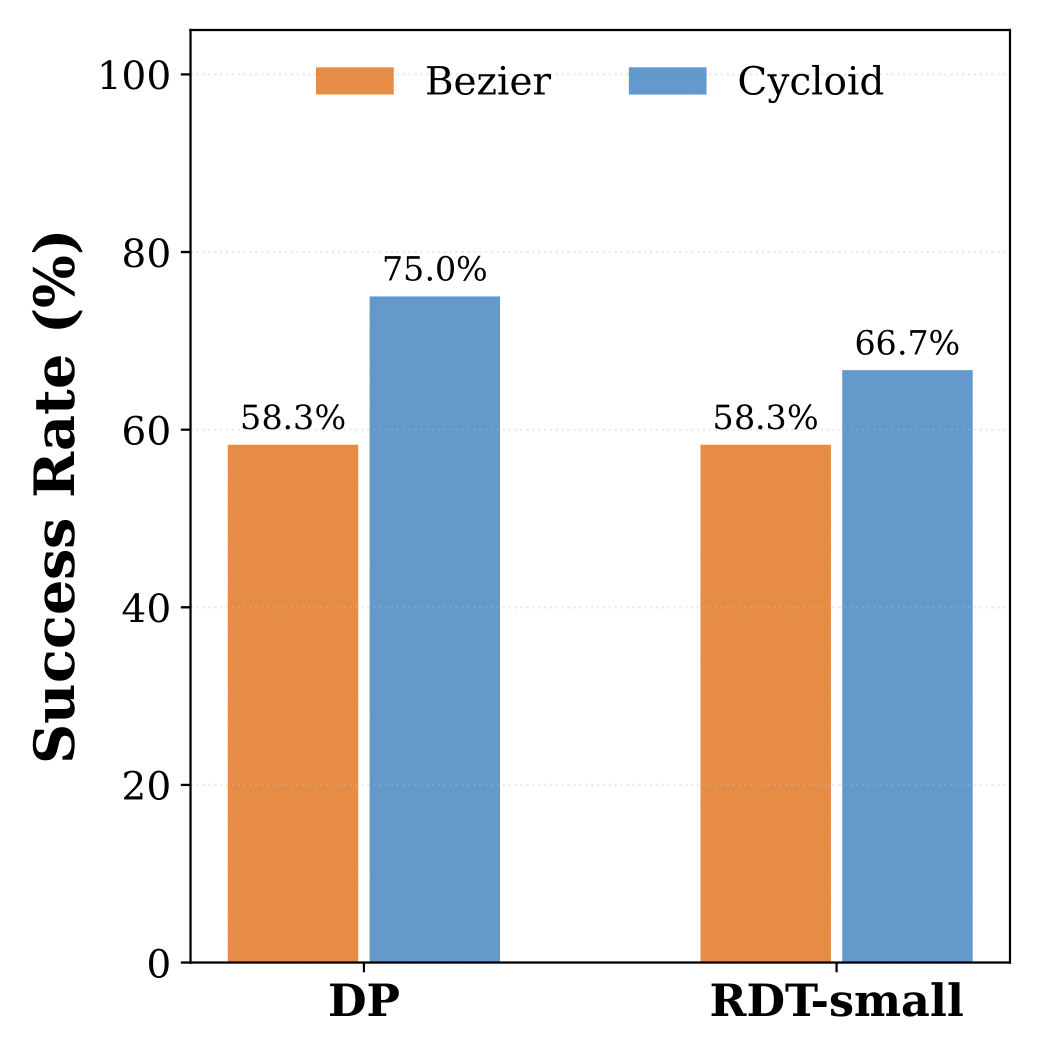 Success Rate (%)
100
80
60
40
20
0
Bezier Cycloid
58.3%
75.0%
58.3%
66.7%
DP
RDT-small